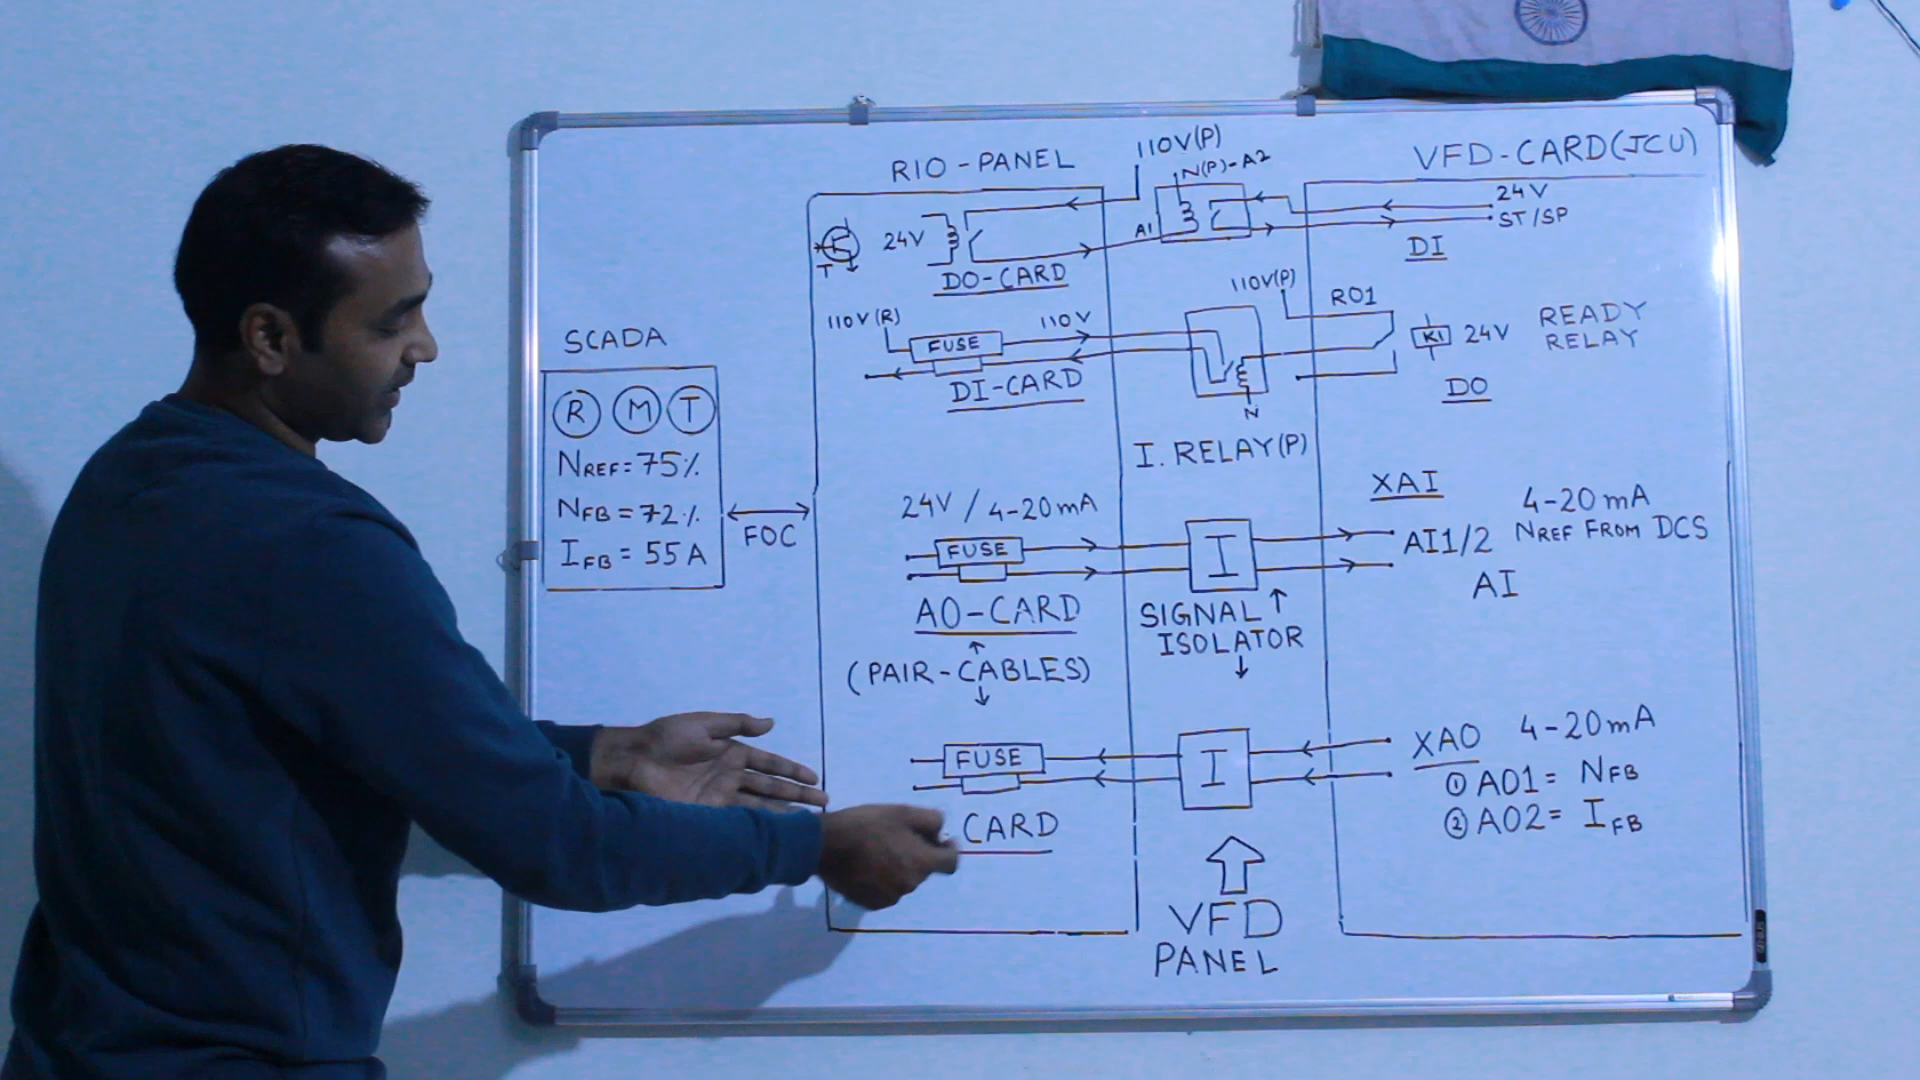 RIO-PANEL
110V(P)
N(P)-A2
VFD-CARD(JCU)
24V
ST/SP
T
24V
A1
DI
DO-CARD
110V(P)
RO1
110V(R)
110V
FUSE
K1
24V
READY
RELAY
SCADA
DI-CARD
DO
N
R M T
NREF=75%
NFB=72%
IFB=55A
FOC
I. RELAY(P)
XAI
24V/4-20mA
4-20mA
NREF FROM DCS
FUSE
I
AI1/2
AI
AO-CARD
SIGNAL
ISOLATOR
(PAIR-CABLES)
FUSE
I
XAO
4-20mA
① AO1= NFB
② AO2= IFB
CARD
VFD
PANEL